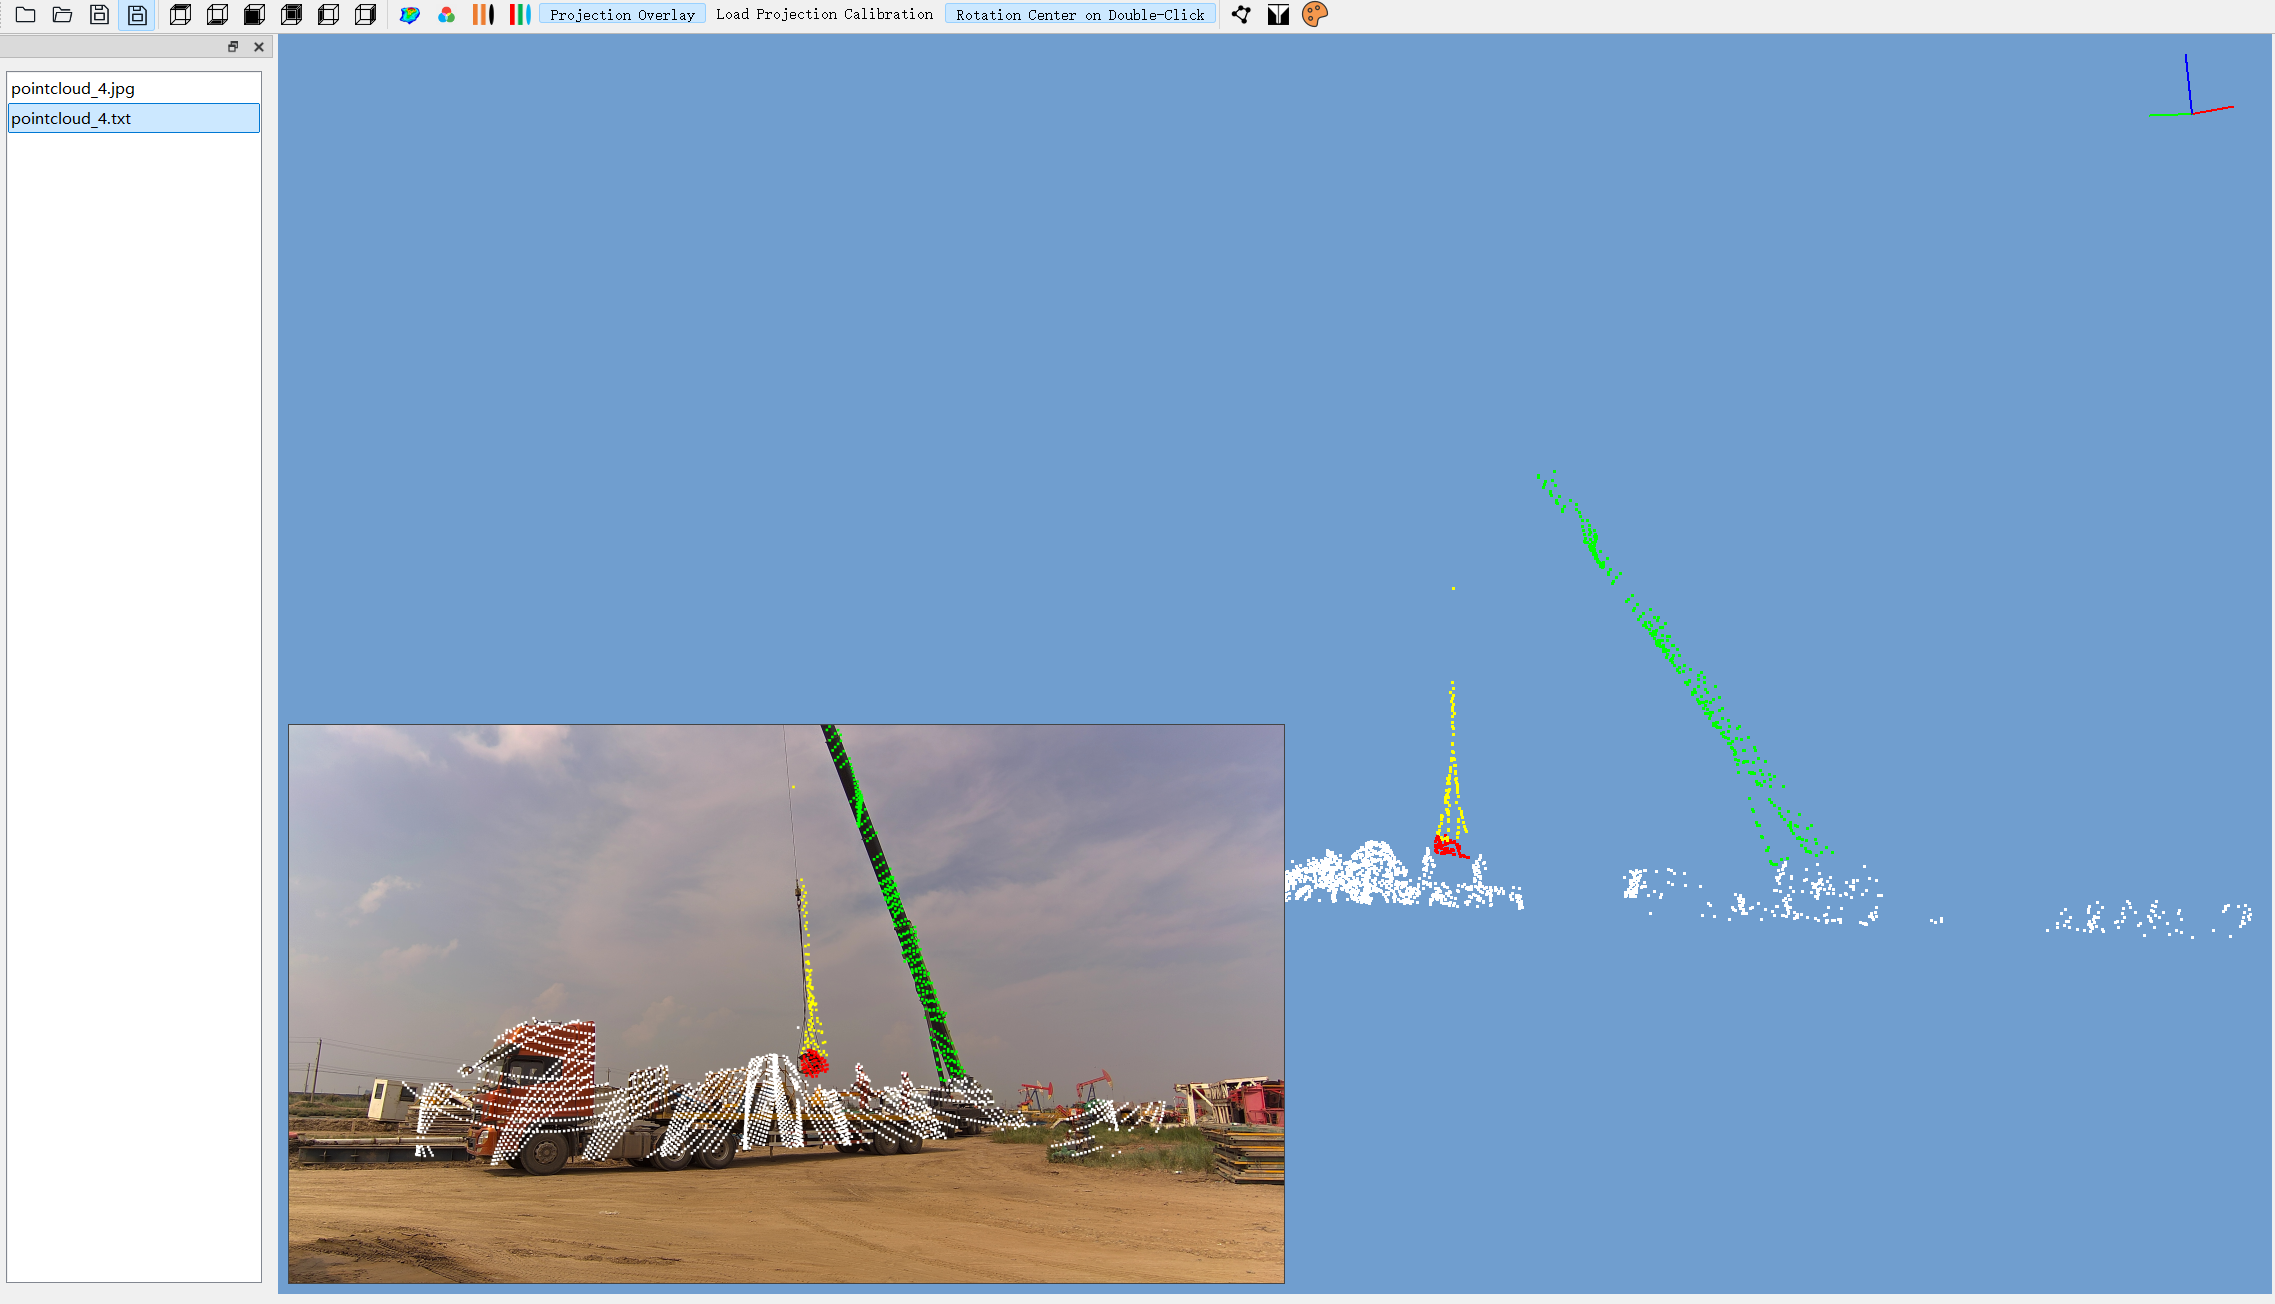 Projection Overlay Load Projection Calibration Rotation Center on Double-Click
pointcloud_4.jpg
pointcloud_4.txt